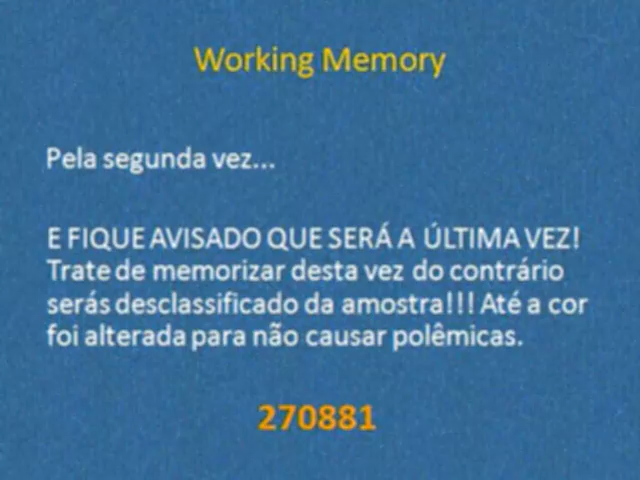 Working Memory
Pela segunda vez...
E FIQUE AVISADO QUE SERÁ A ÚLTIMA VEZ!
Trate de memorizar desta vez do contrário
serás desclassificado da amostra!!! Até a cor
foi alterada para não causar polêmicas.
270881